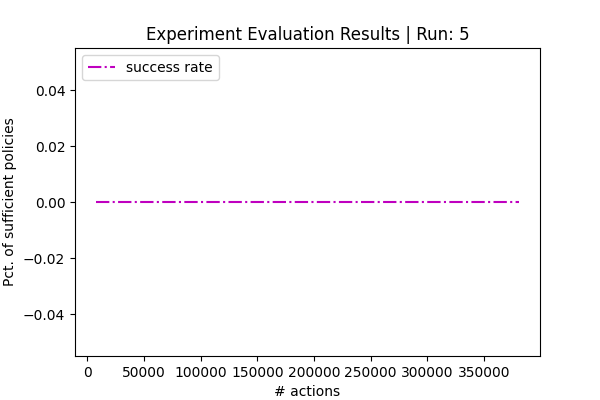 Experiment Evaluation Results | Run: 5
success rate
Pct. of sufficient policies
0.04
0.02
0.00
−0.02
−0.04
0 50000 100000 150000 200000 250000 300000 350000
# actions